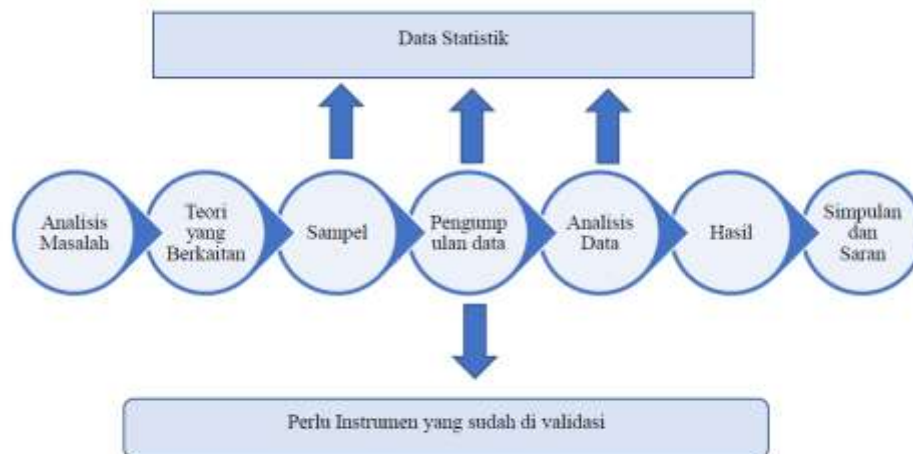 Data Statistik
Analisis
Masalah
Teori
yang
Berkaitan
Sampel
Pengump
ulan data
Analisis
Data
Hasil
Simpulan
dan
Saran
Perlu Instrumen yang sudah di validasi